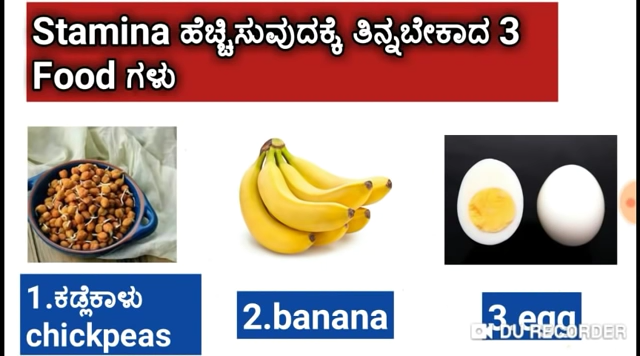 Stamina ಹೆಚ್ಚಿಸುವುದಕ್ಕೆ ತಿನ್ನಬೇಕಾದ 3
Food ಗಳು
1.ಕಡ್ಲೆಕಾಳು
chickpeas
2.banana
3.egg
DU RECORDER